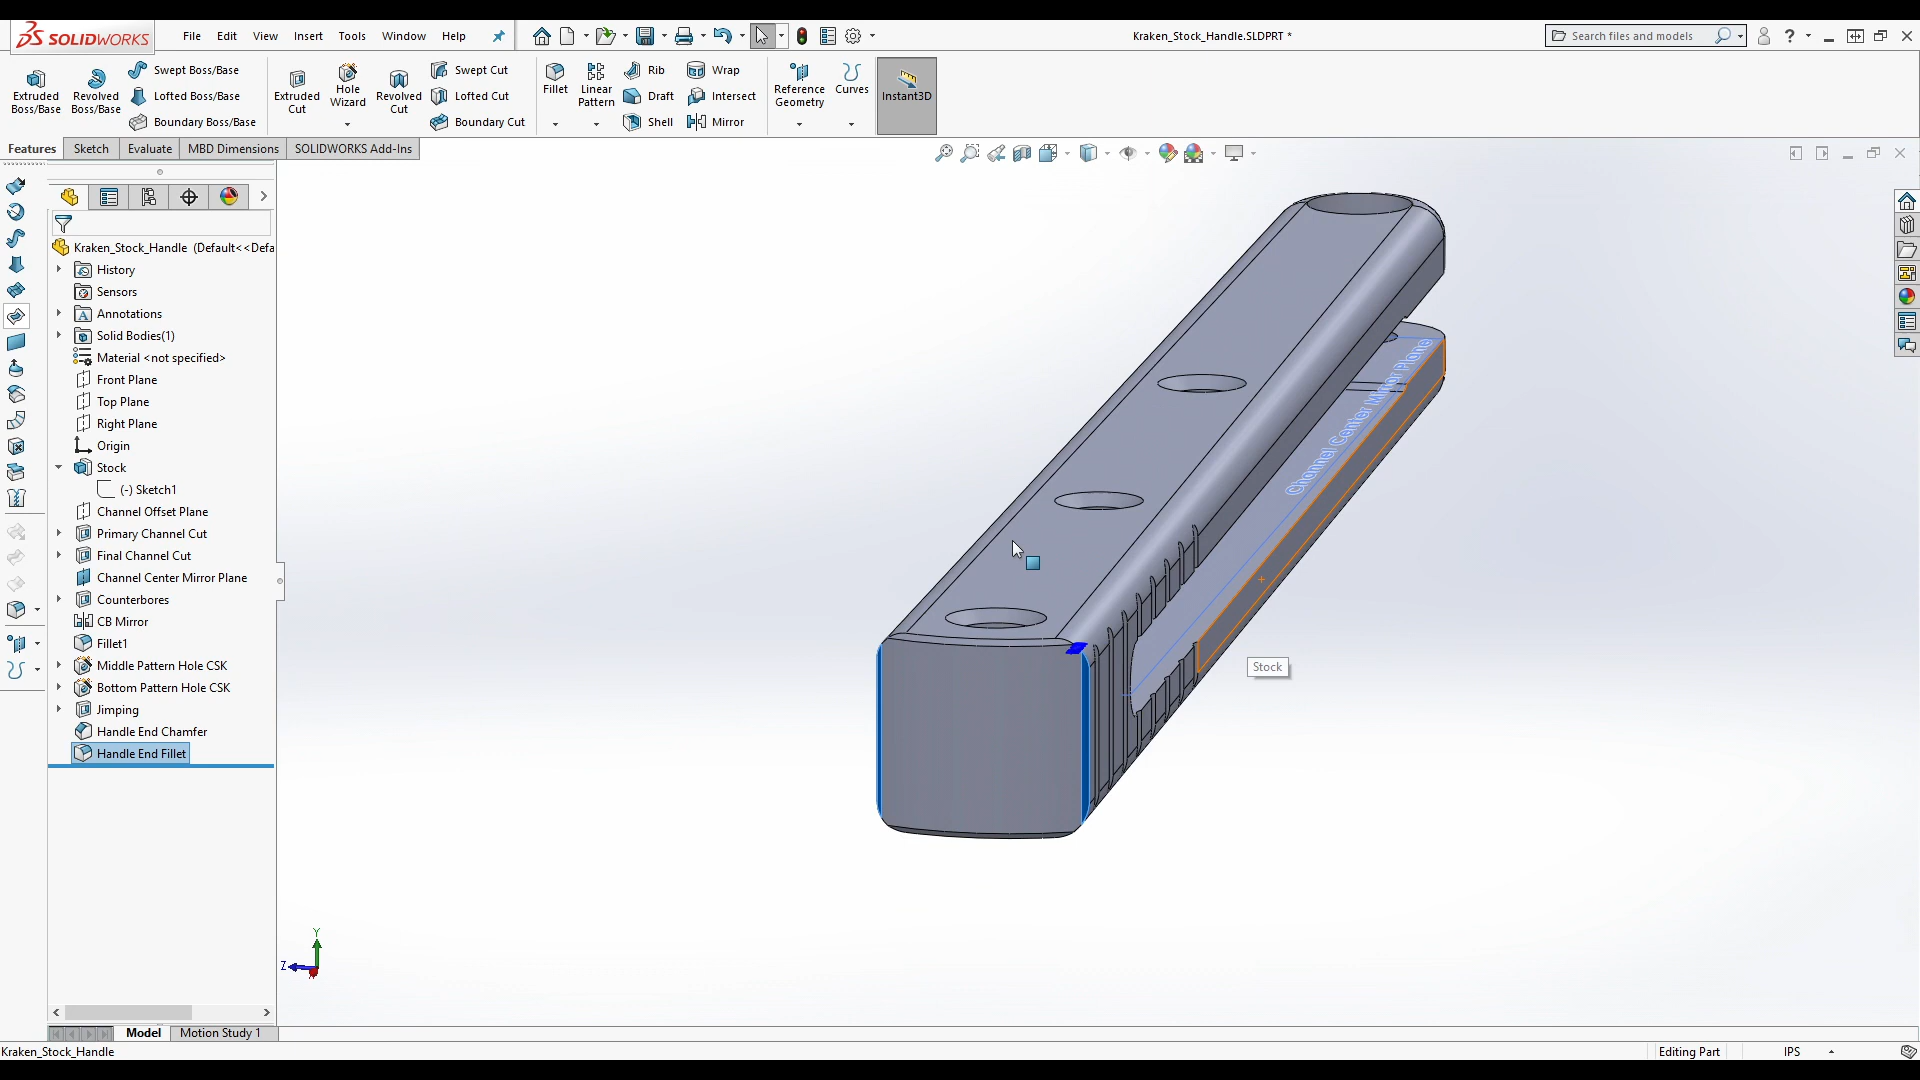 SOLIDWORKS
File Edit View Insert Tools Window Help
Kraken_Stock_Handle.SLDPRT *
Search files and models
Extruded Boss/Base
Revolved Boss/Base
Swept Boss/Base
Lofted Boss/Base
Boundary Boss/Base
Extruded Cut
Hole Wizard
Revolved Cut
Swept Cut
Lofted Cut
Boundary Cut
Fillet
Linear Pattern
Rib
Draft
Shell
Wrap
Intersect
Mirror
Reference Geometry
Curves
Instant3D
Features Sketch Evaluate MBD Dimensions SOLIDWORKS Add-Ins
Kraken_Stock_Handle (Default<<Defa
History
Sensors
Annotations
Solid Bodies(1)
Material <not specified>
Front Plane
Top Plane
Right Plane
Origin
Stock
(-) Sketch1
Channel Offset Plane
Primary Channel Cut
Final Channel Cut
Channel Center Mirror Plane
Counterbores
CB Mirror
Fillet1
Middle Pattern Hole CSK
Bottom Pattern Hole CSK
Jimping
Handle End Chamfer
Handle End Fillet
Channel Center Mirror Plane
Stock
Y
Z
Model Motion Study 1
Kraken_Stock_Handle
Editing Part
IPS